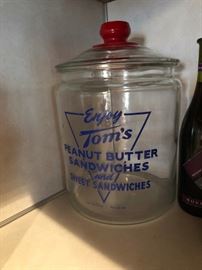 Enjoy
Tom's
PEANUT BUTTER
SANDWICHES
and
SWEET SANDWICHES